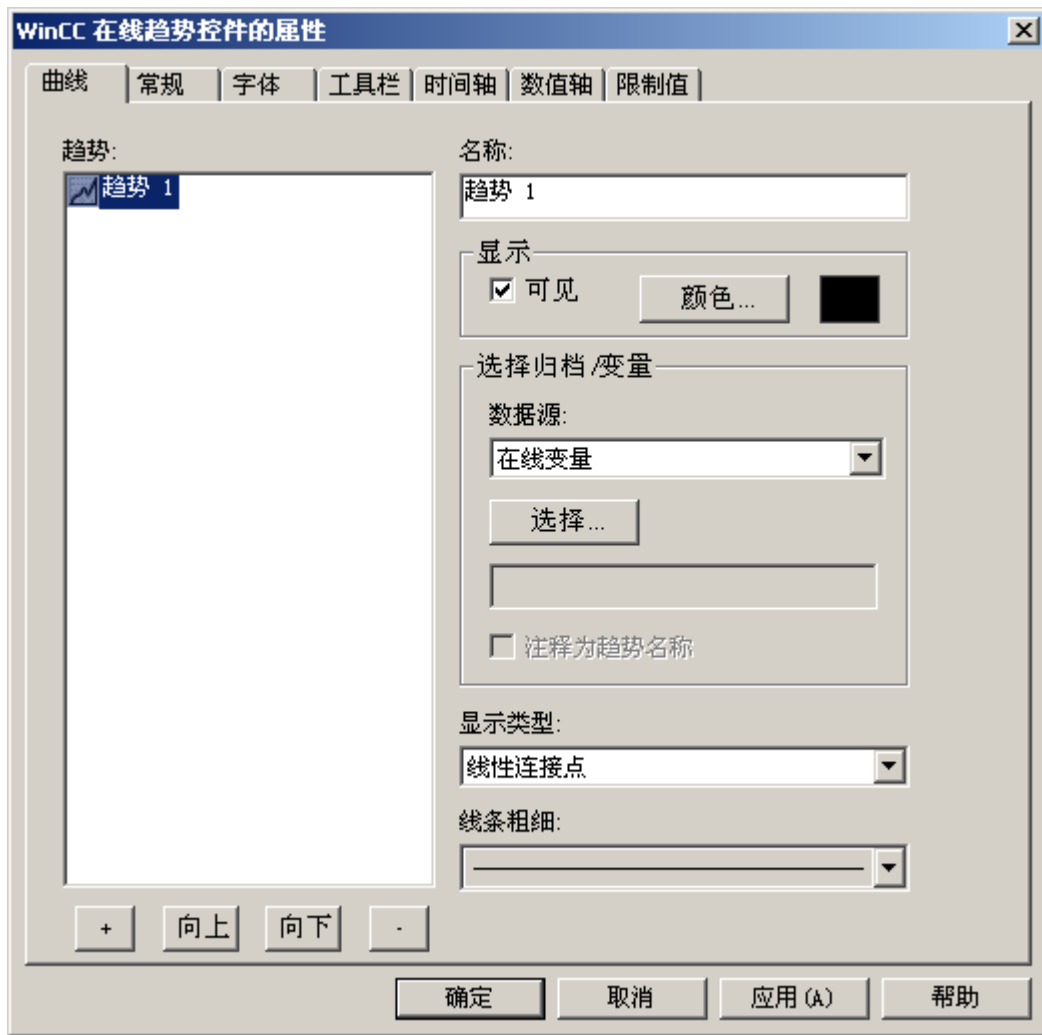 WinCC 在线趋势控件的属性
曲线 常规 字体 工具栏 时间轴 数值轴 限制值
趋势:
趋势 1
名称:
趋势 1
显示
可见
颜色...
选择归档/变量
数据源:
在线变量
选择...
注释为趋势名称
显示类型:
线性连接点
线条粗细:
+ 向上 向下 -
确定 取消 应用(A) 帮助